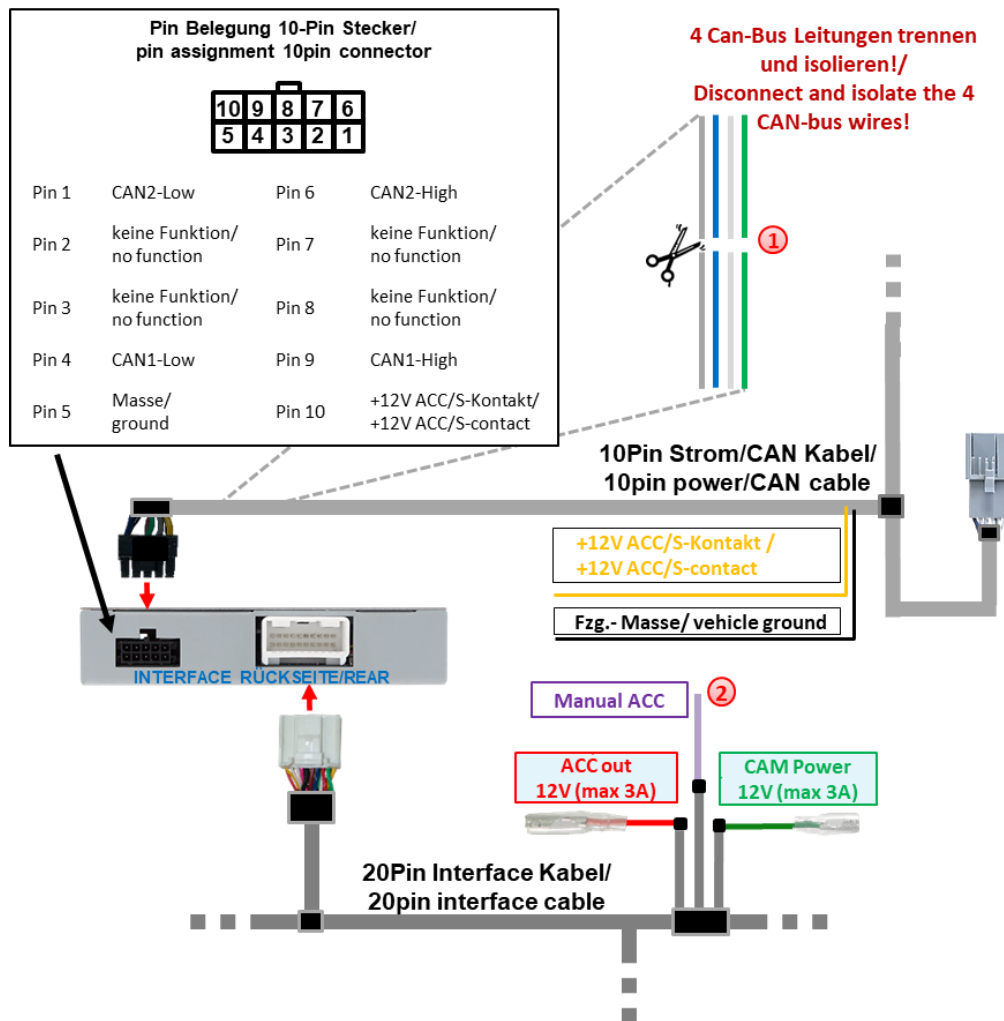 Pin Belegung 10-Pin Stecker/
pin assignment 10pin connector
10 9 8 7 6
5 4 3 2 1
Pin 1 CAN2-Low Pin 6 CAN2-High
Pin 2 keine Funktion/ no function Pin 7 keine Funktion/ no function
Pin 3 keine Funktion/ no function Pin 8 keine Funktion/ no function
Pin 4 CAN1-Low Pin 9 CAN1-High
Pin 5 Masse/ ground Pin 10 +12V ACC/S-Kontakt/ +12V ACC/S-contact
4 Can-Bus Leitungen trennen
und isolieren!/
Disconnect and isolate the 4
CAN-bus wires!
1
10Pin Strom/CAN Kabel/
10pin power/CAN cable
+12V ACC/S-Kontakt /
+12V ACC/S-contact
Fzg.- Masse/ vehicle ground
INTERFACE RÜCKSEITE/REAR
Manual ACC
2
ACC out
12V (max 3A)
CAM Power
12V (max 3A)
20Pin Interface Kabel/
20pin interface cable